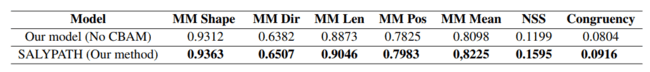 Model MM Shape MM Dir MM Len MM Pos MM Mean NSS Congruency
Our model (No CBAM) 0.9312 0.6382 0.8873 0.7825 0.8098 0.1199 0.0804
SALYPATH (Our method) 0.9363 0.6507 0.9046 0.7983 0,8225 0.1595 0.0916